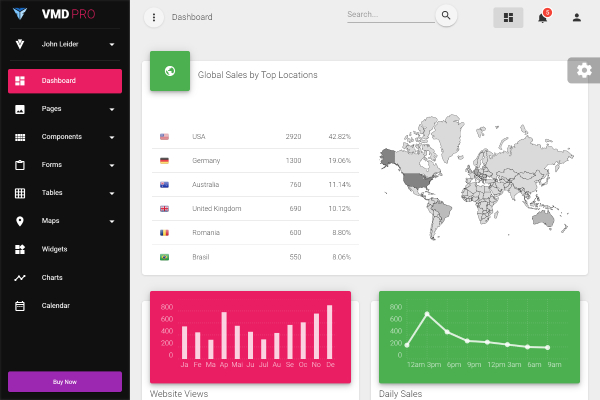 VMD PRO
John Leider
Dashboard
Pages
Components
Forms
Tables
Maps
Widgets
Charts
Calendar
Buy Now
Dashboard
Search...
5
Global Sales by Top Locations
USA 2920 42.82%
Germany 1300 19.06%
Australia 760 11.14%
United Kingdom 690 10.12%
Romania 600 8.80%
Brasil 550 8.06%
800
600
400
200
0
Ja Fe Ma Ap Mai Ju Jul Au Se Oc No De
Website Views
800
600
400
200
0
12am 3pm 6pm 9pm 12pm 3am 6am 9am
Daily Sales